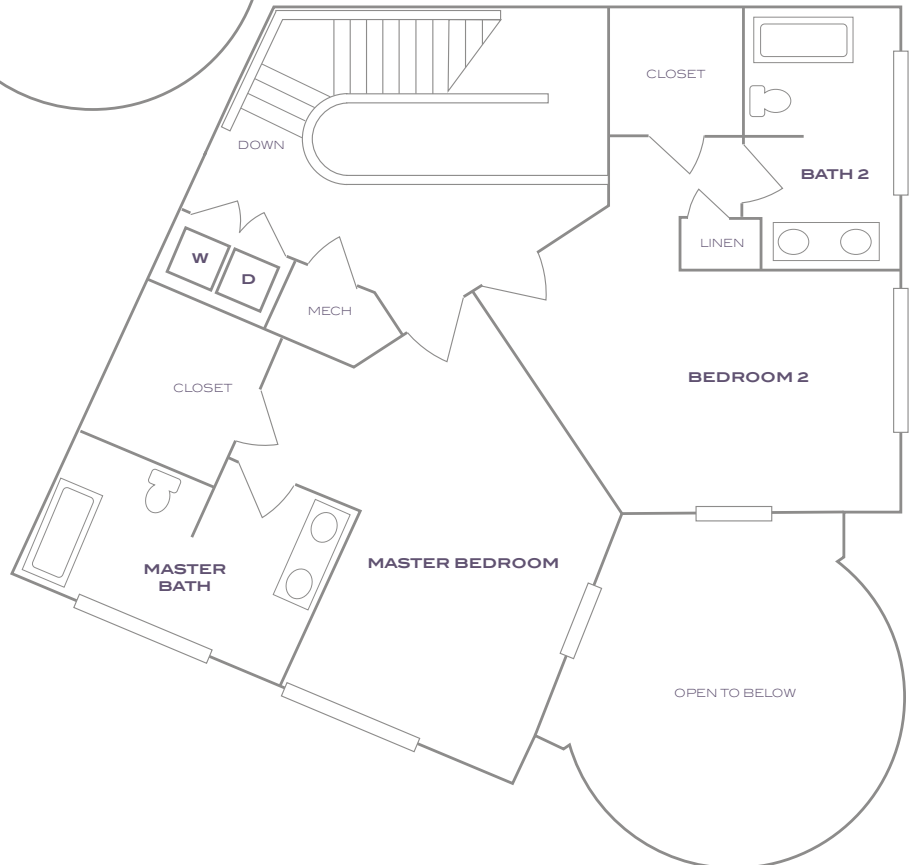 CLOSET
DOWN
BATH 2
LINEN
W
D
MECH
BEDROOM 2
CLOSET
MASTER BEDROOM
MASTER
BATH
OPEN TO BELOW